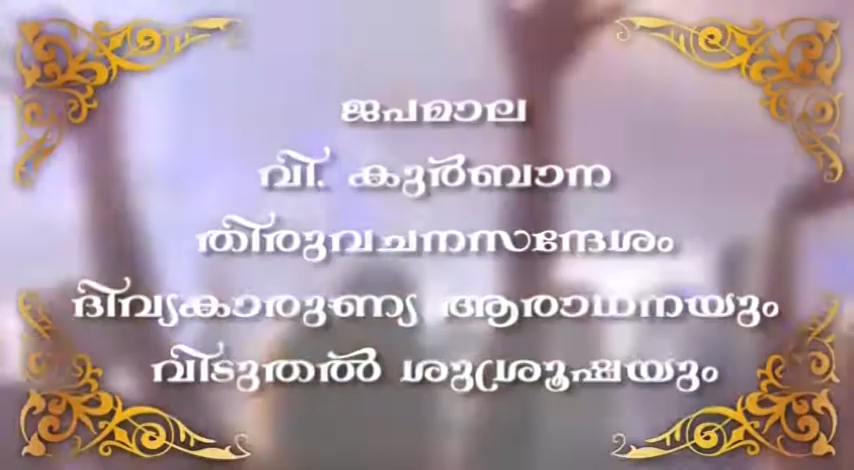 ജപമാല
വി. കുർബാന
തിരുവചനസന്ദേശം
ദിവ്യകാരുണ്യ ആരാധനയും
വിടുതൽ ശുശ്രൂഷയും